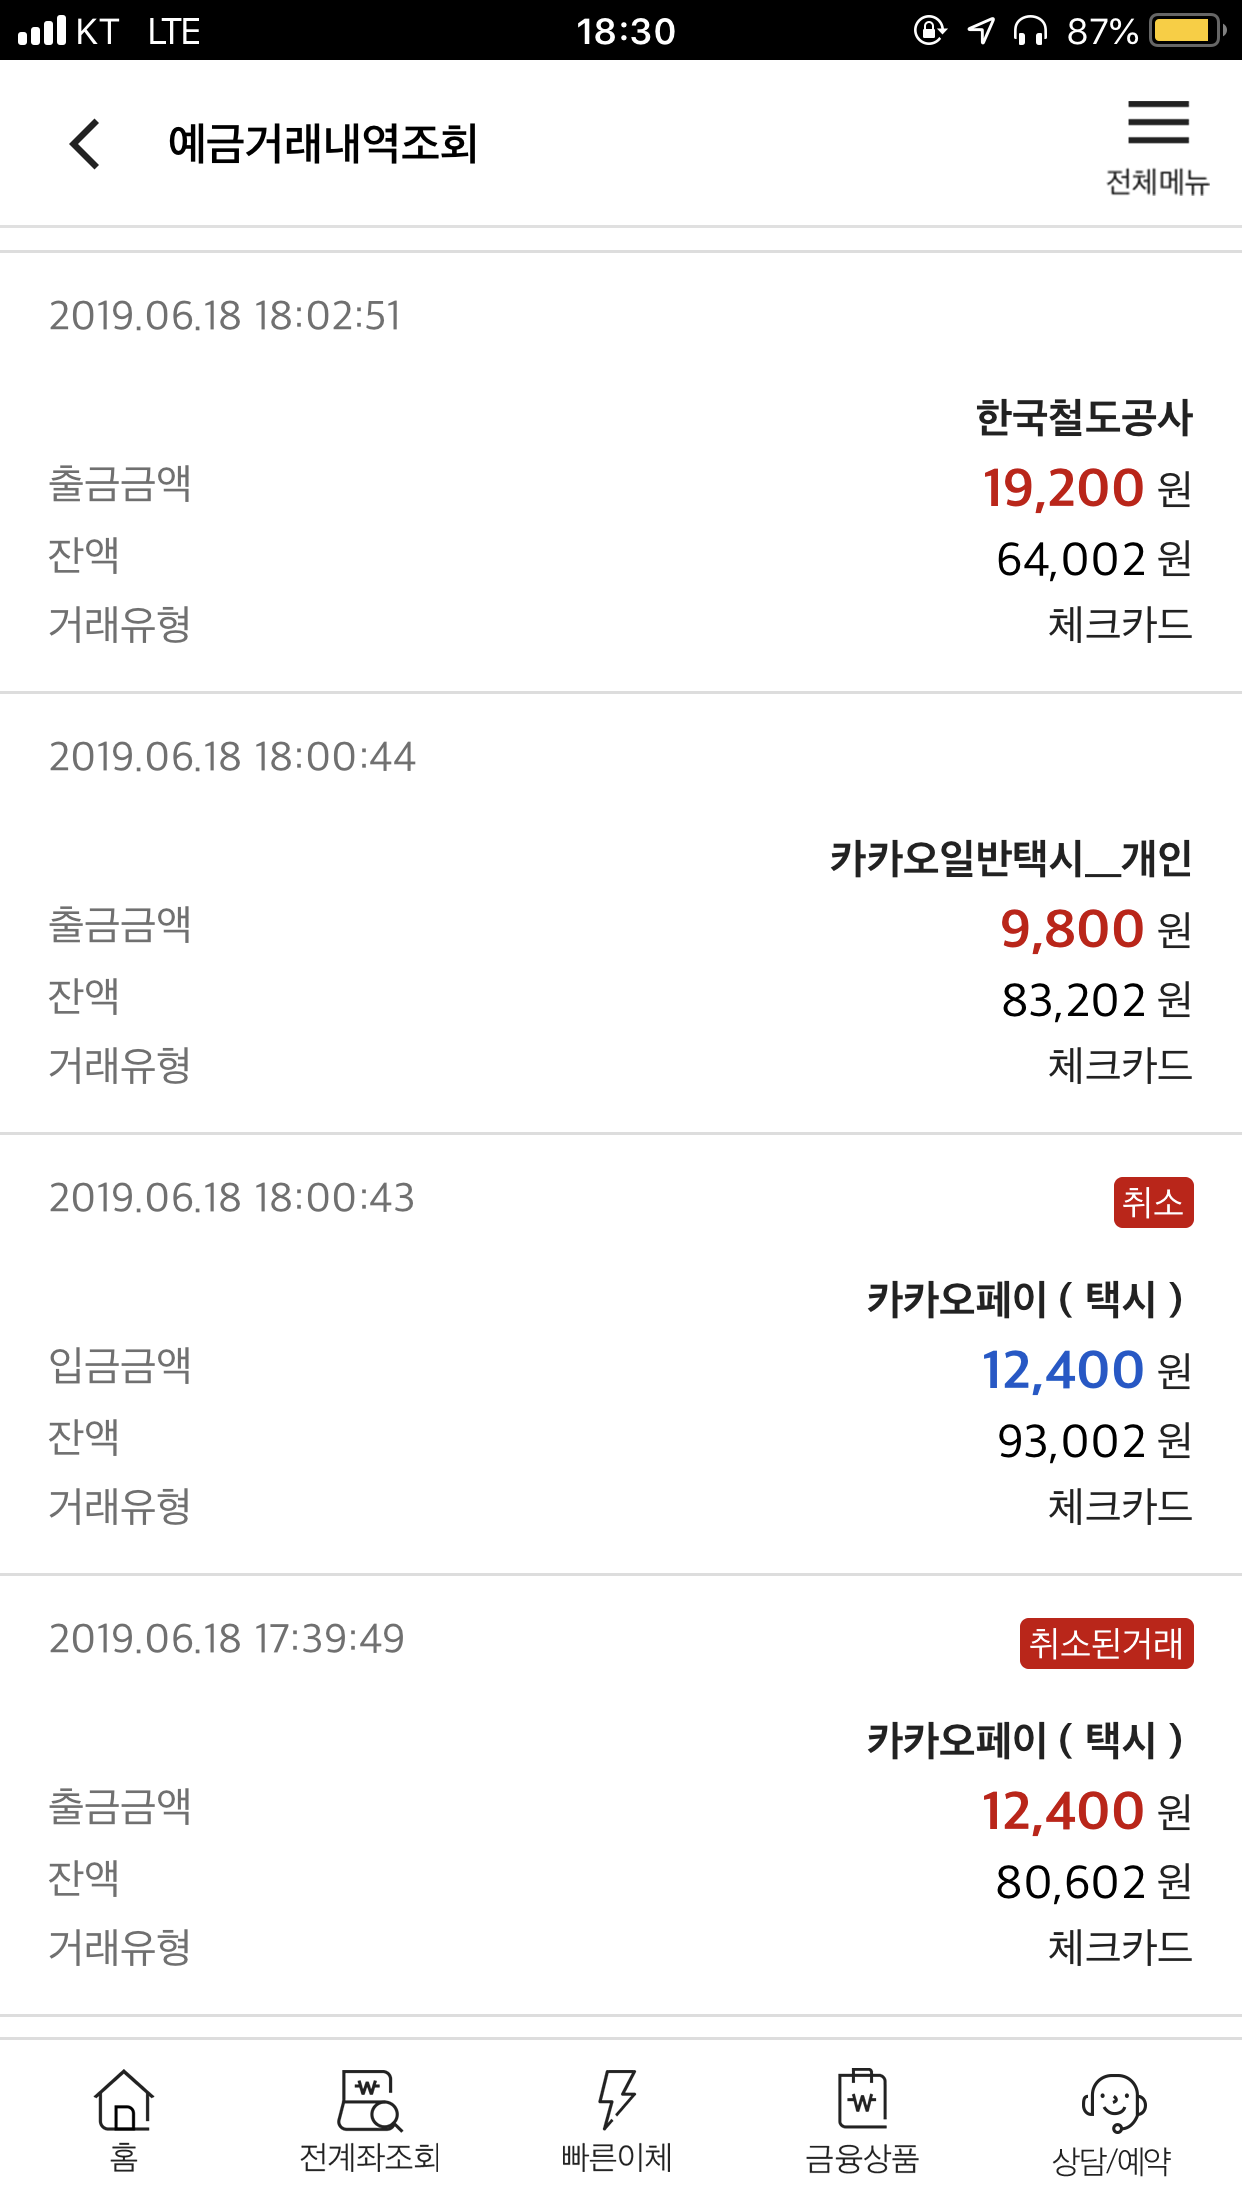 KT LTE 18:30 87%
예금거래내역조회
전체메뉴
2019.06.18 18:02:51
한국철도공사
출금금액 19,200 원
잔액 64,002 원
거래유형 체크카드
2019.06.18 18:00:44
카카오일반택시__개인
출금금액 9,800 원
잔액 83,202 원
거래유형 체크카드
2019.06.18 18:00:43 취소
카카오페이 ( 택시 )
입금금액 12,400 원
잔액 93,002 원
거래유형 체크카드
2019.06.18 17:39:49 취소된거래
카카오페이 ( 택시 )
출금금액 12,400 원
잔액 80,602 원
거래유형 체크카드
홈 전계좌조회 빠른이체 금융상품 상담/예약